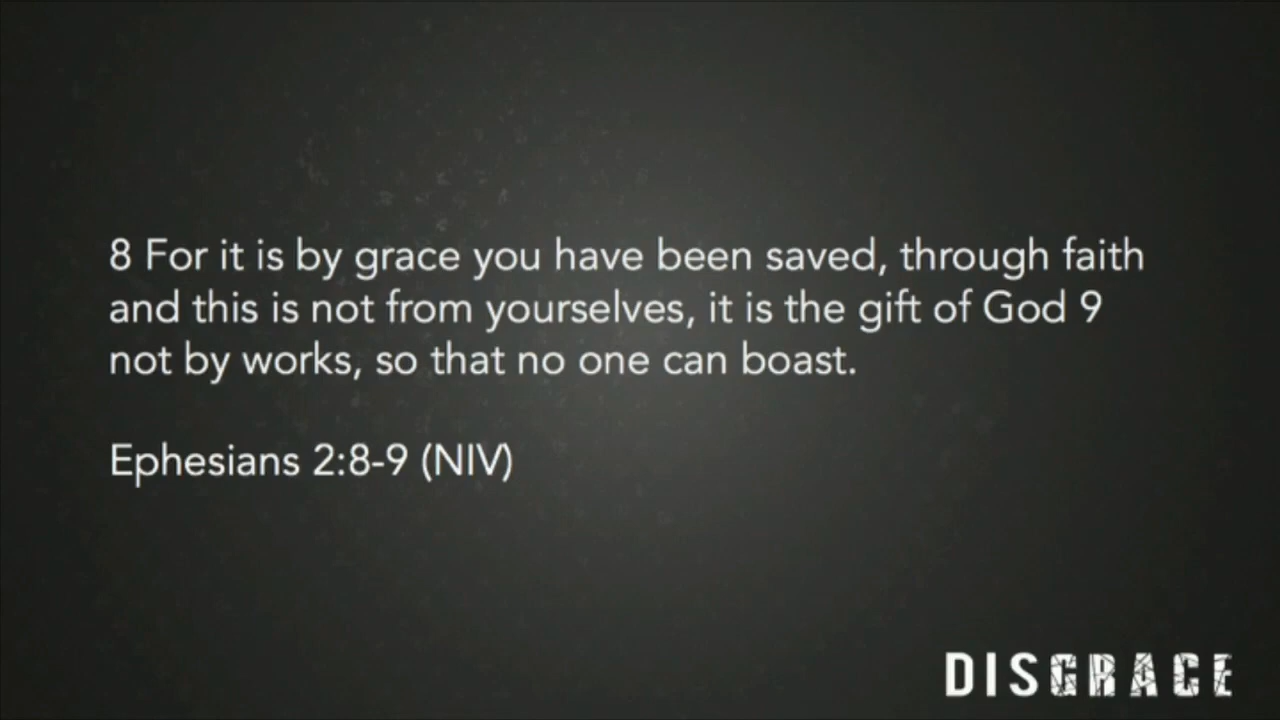 8 For it is by grace you have been saved, through faith
and this is not from yourselves, it is the gift of God 9
not by works, so that no one can boast.
Ephesians 2:8-9 (NIV)
DISGRACE